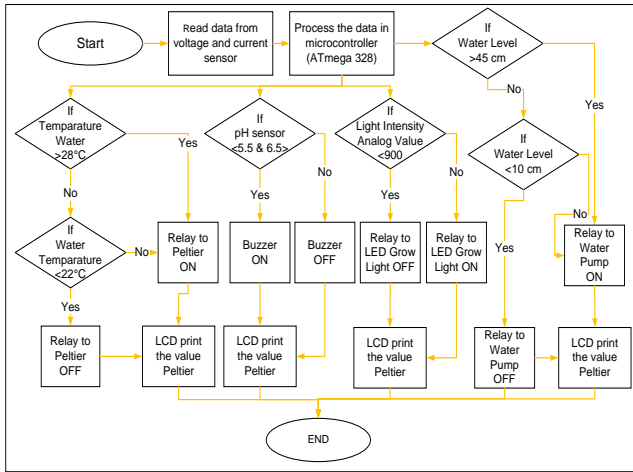 Start
Read data from
voltage and current
sensor
Process the data in
microcontroller
(ATmega 328)
If
Water Level
>45 cm
No
Yes
If
Temparature
Water
>28°C
Yes
No
If
pH sensor
<5.5 & 6.5>
Yes
No
If
Light Intensity
Analog Value
<900
Yes
No
If
Water Level
<10 cm
No
Yes
If
Water
Temparature
<22°C
No
Yes
Relay to
Peltier
ON
Buzzer
ON
Buzzer
OFF
Relay to
LED Grow
Light OFF
Relay to
LED Grow
Light ON
Relay to
Water
Pump
ON
Relay to
Peltier
OFF
LCD print
the value
Peltier
LCD print
the value
Peltier
LCD print
the value
Peltier
Relay to
Water
Pump
OFF
LCD print
the value
Peltier
END